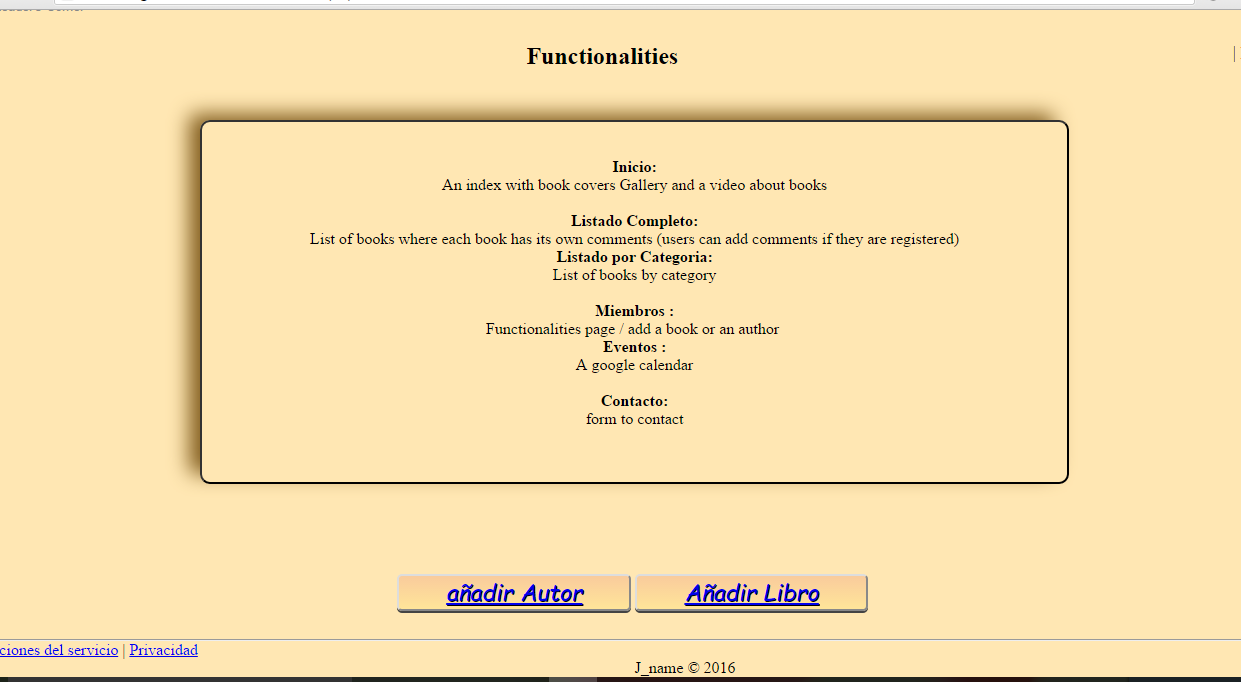 Functionalities
|
Inicio:
An index with book covers Gallery and a video about books
Listado Completo:
List of books where each book has its own comments (users can add comments if they are registered)
Listado por Categoria:
List of books by category
Miembros :
Functionalities page / add a book or an author
Eventos :
A google calendar
Contacto:
form to contact
añadir Autor Añadir Libro
ciones del servicio | Privacidad
J_name © 2016